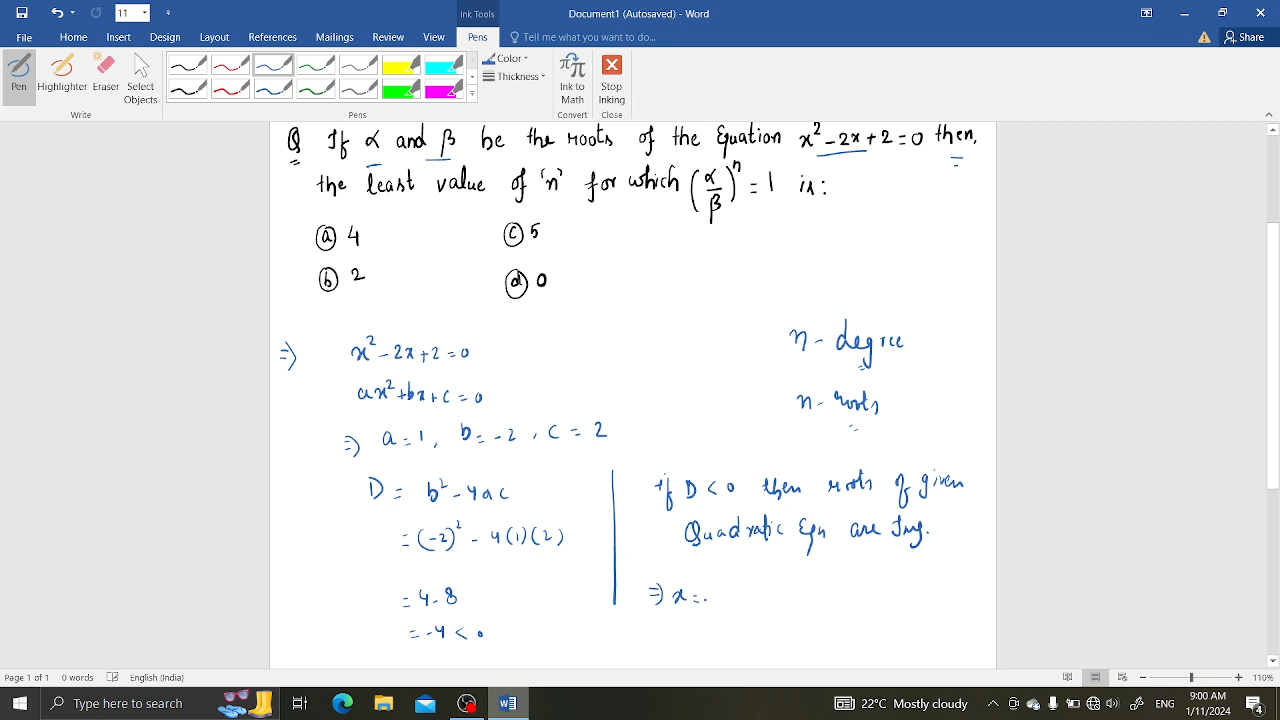 Ink Tools
Document1 (Autosaved) - Word
11
File Home Insert Design Layout References Mailings Review View Pens Tell me what you want to do... Share
Pen Highlighter Eraser Select Objects
Color
Thickness
Ink to Math
Stop Inking
Write Pens Convert Close
Q If α and β be the roots of the Equation x² - 2x + 2 = 0 then,
the least value of 'n' for which (α/β)ⁿ = 1 is:
(a) 4 (c) 5
(b) 2 (d) 0
⇒ x² - 2x + 2 = 0
ax² + bx + c = 0
⇒ a = 1, b = -2, c = 2
D = b² - 4ac
= (-2)² - 4(1)(2)
= 4 - 8
= -4 < 0
n - degree
n - roots
if D < 0 then roots of given
Quadratic Eqn are Img.
⇒ x =
Page 1 of 1 0 words English (India) 110%
Type here to search
22°C Mostly cloudy
ENG
9:00 AM
1/11/2024